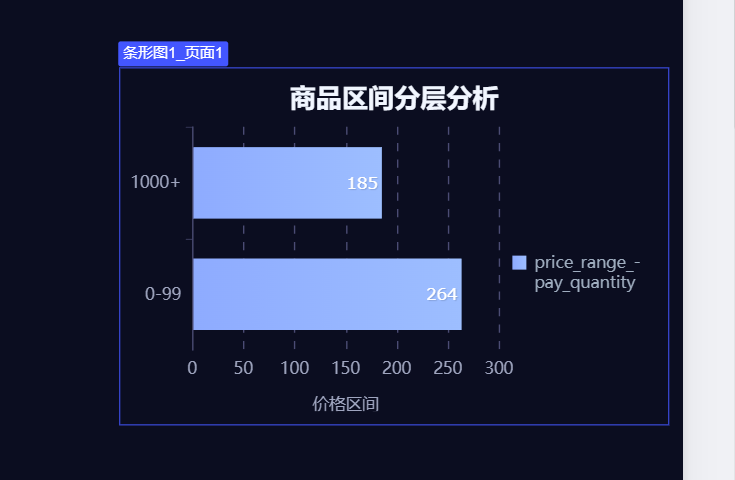 条形图1_页面1
商品区间分层分析
1000+
185
0-99
264
price_range_-
pay_quantity
0 50 100 150 200 250 300
价格区间